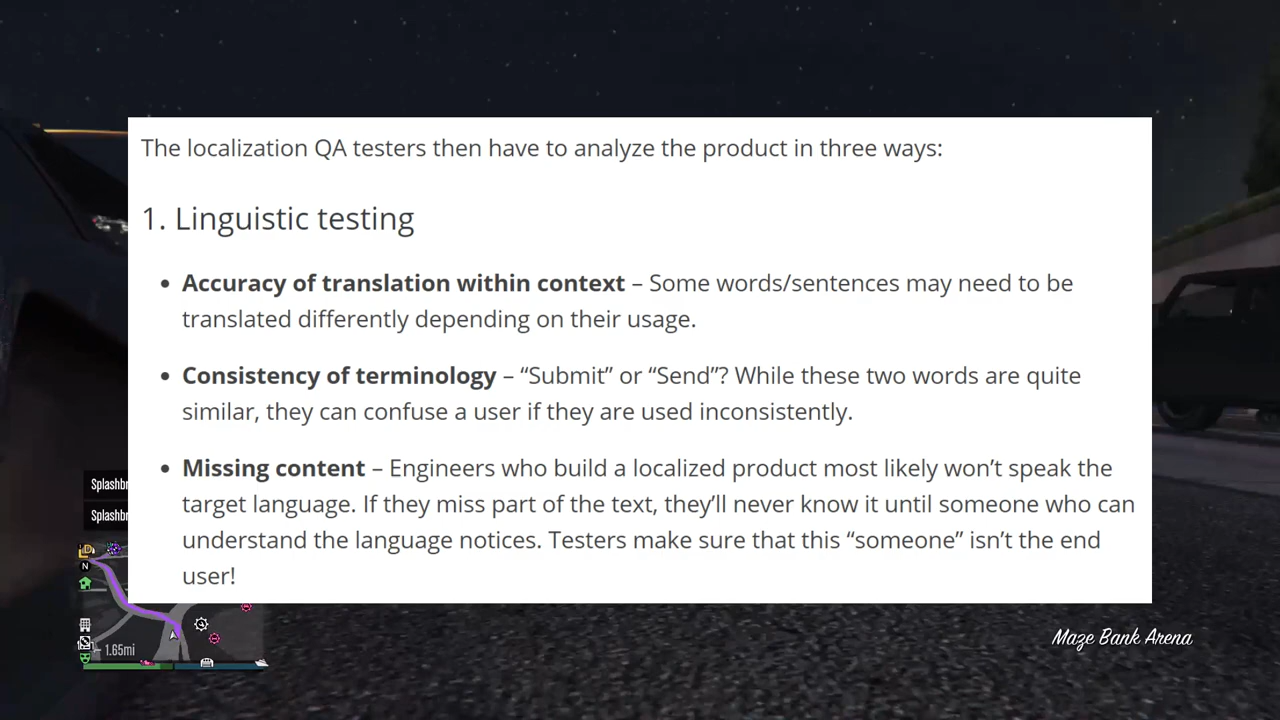 The localization QA testers then have to analyze the product in three ways:
1. Linguistic testing
• Accuracy of translation within context – Some words/sentences may need to be
translated differently depending on their usage.
• Consistency of terminology – “Submit” or “Send”? While these two words are quite
similar, they can confuse a user if they are used inconsistently.
• Missing content – Engineers who build a localized product most likely won’t speak the
target language. If they miss part of the text, they’ll never know it until someone who can
understand the language notices. Testers make sure that this “someone” isn’t the end
user!
Splashbr
Splashbr
N
1.65mi
Maze Bank Arena